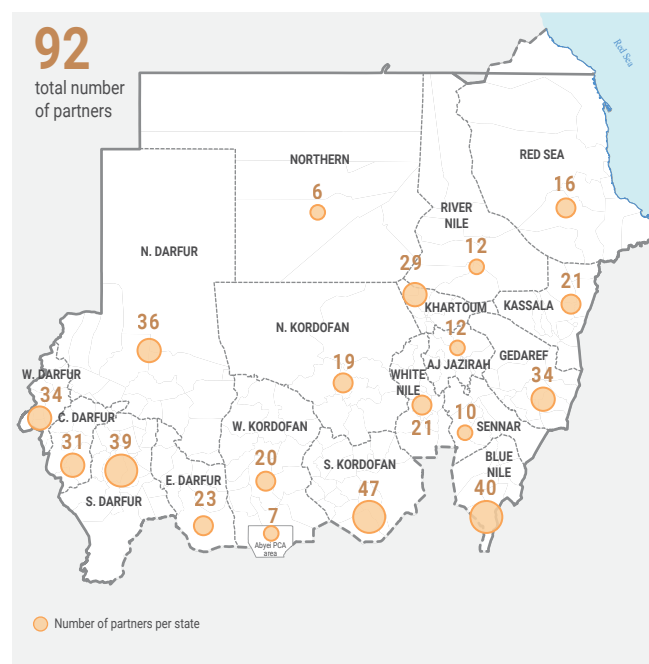 92
total number
of partners
Red Sea
NORTHERN
6
RED SEA
16
RIVER
NILE
12
N. DARFUR
36
29
KHARTOUM
KASSALA
21
N. KORDOFAN
19
12
AJ JAZIRAH
GEDAREF
34
W. DARFUR
34
WHITE
NILE
21
C. DARFUR
31
39
S. DARFUR
W. KORDOFAN
20
10
SENNAR
E. DARFUR
23
S. KORDOFAN
47
BLUE
NILE
40
7
Abyei PCA
area
Number of partners per state